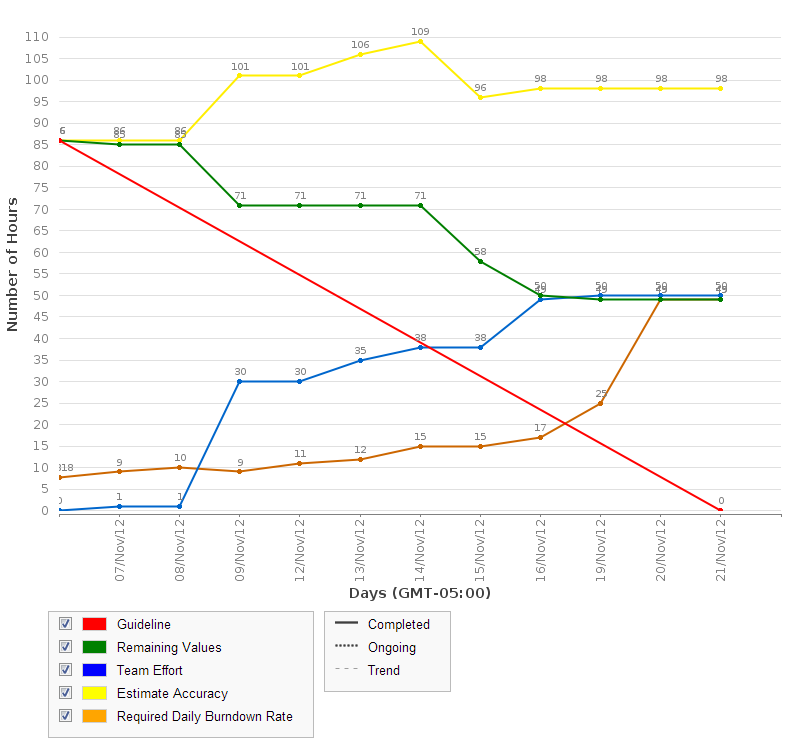 109
106
101 101
98 98 98 98
96
86 86
6 85 85
71 71 71 71
58
50 50 50 50
49 49 49 49
38 38
35
30 30
25
17
15 15
12
11
10
9 9
1 1
0
110
105
100
95
90
85
80
75
70
65
60
55
50
45
40
35
30
25
20
15
10
5
0
Number of Hours
07/Nov/12
08/Nov/12
09/Nov/12
12/Nov/12
13/Nov/12
14/Nov/12
15/Nov/12
16/Nov/12
19/Nov/12
20/Nov/12
21/Nov/12
Days (GMT-05:00)
Guideline
Remaining Values
Team Effort
Estimate Accuracy
Required Daily Burndown Rate
Completed
Ongoing
Trend